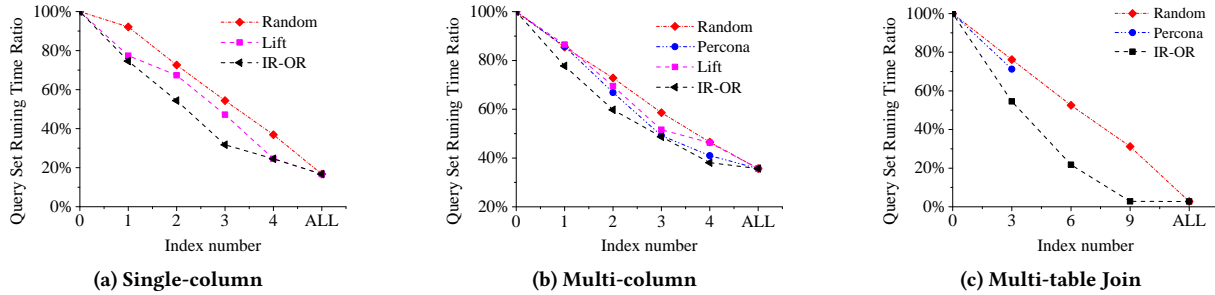 Query Set Runing Time Ratio
100%
80%
60%
40%
20%
0%
0
1
2
3
4
ALL
Index number
Random
Lift
IR-OR
(a) Single-column
Query Set Runing Time Ratio
100%
80%
60%
40%
20%
0
1
2
3
4
ALL
Index number
Random
Percona
Lift
IR-OR
(b) Multi-column
Query Set Runing Time Ratio
100%
80%
60%
40%
20%
0%
0
3
6
9
ALL
Index number
Random
Percona
IR-OR
(c) Multi-table Join